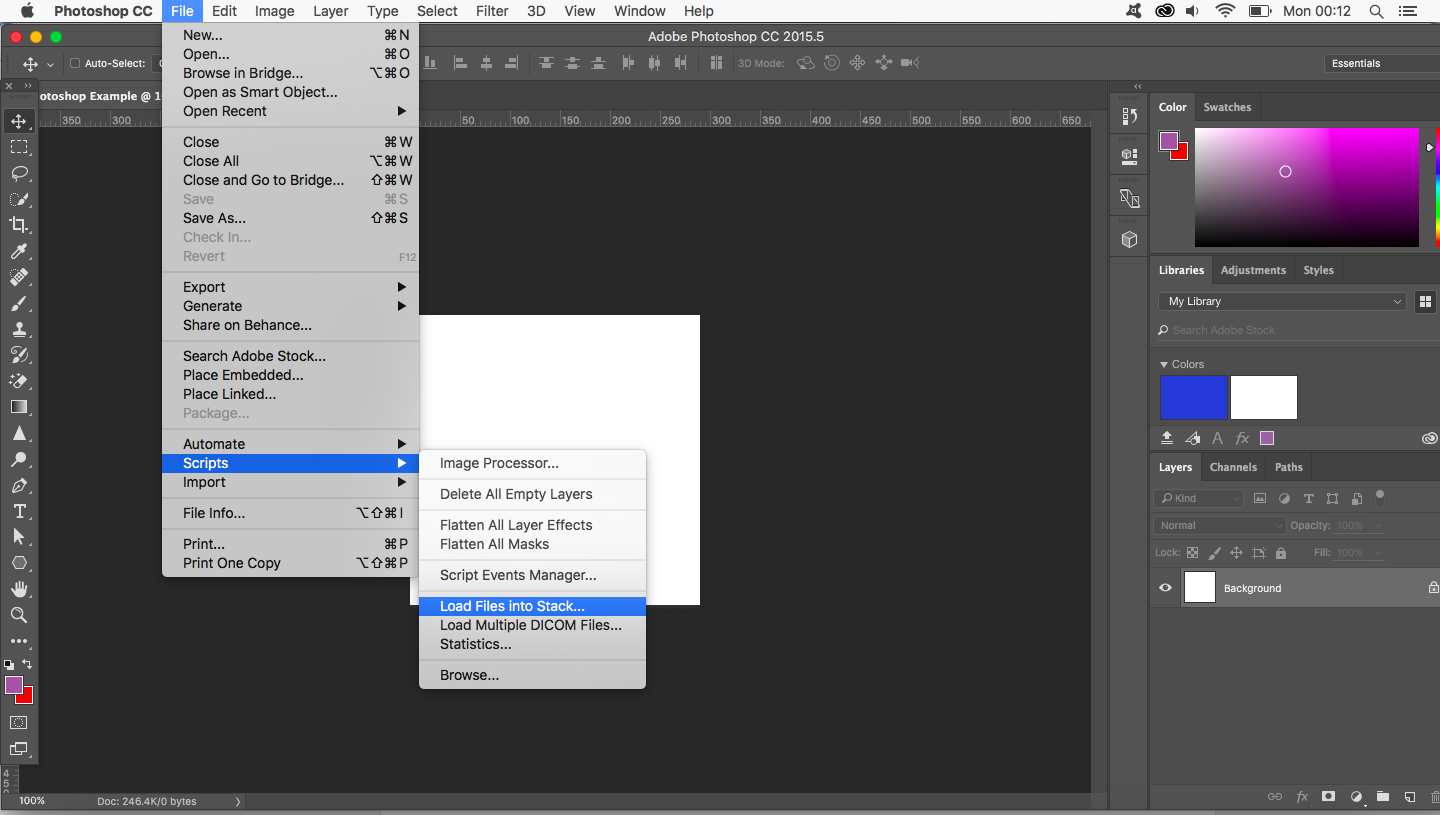 Photoshop CC File Edit Image Layer Type Select Filter 3D View Window Help Mon 00:12
Adobe Photoshop CC 2015.5
Auto-Select: 3D Mode: Essentials
otoshop Example @ 1
350 300 50 100 150 200 250 300 350 400 450 500 550 600 650
New... ⌘N
Open... ⌘O
Browse in Bridge... ⌥⌘O
Open as Smart Object...
Open Recent
Close ⌘W
Close All ⌥⌘W
Close and Go to Bridge... ⇧⌘W
Save ⌘S
Save As... ⇧⌘S
Check In...
Revert F12
Export
Generate
Share on Behance...
Search Adobe Stock...
Place Embedded...
Place Linked...
Package...
Automate
Scripts
Import
File Info... ⌥⇧⌘I
Print... ⌘P
Print One Copy ⌥⇧⌘P
Image Processor...
Delete All Empty Layers
Flatten All Layer Effects
Flatten All Masks
Script Events Manager...
Load Files into Stack...
Load Multiple DICOM Files...
Statistics...
Browse...
Color Swatches
Libraries Adjustments Styles
My Library
Search Adobe Stock
Colors
A fx
Layers Channels Paths
Kind T
Normal Opacity: 100%
Lock: Fill: 100%
Background
fx
T
4
5
100% Doc: 246.4K/0 bytes